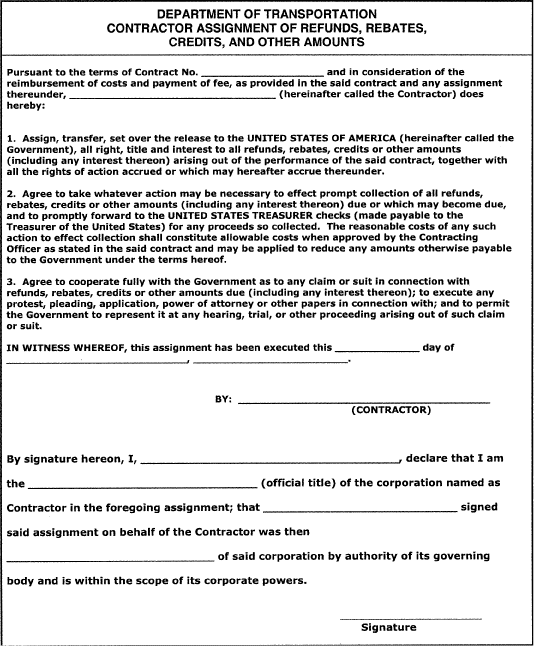 DEPARTMENT OF TRANSPORTATION
CONTRACTOR ASSIGNMENT OF REFUNDS, REBATES,
CREDITS, AND OTHER AMOUNTS
Pursuant to the terms of Contract No. ____________________ and in consideration of the
reimbursement of costs and payment of fee, as provided in the said contract and any assignment
thereunder, __________________________________ (hereinafter called the Contractor) does
hereby:
1. Assign, transfer, set over the release to the UNITED STATES OF AMERICA (hereinafter called the
Government), all right, title and interest to all refunds, rebates, credits or other amounts
(including any interest thereon) arising out of the performance of the said contract, together with
all the rights of action accrued or which may hereafter accrue thereunder.
2. Agree to take whatever action may be necessary to effect prompt collection of all refunds,
rebates, credits or other amounts (including any interest thereon) due or which may become due,
and to promptly forward to the UNITED STATES TREASURER checks (made payable to the
Treasurer of the United States) for any proceeds so collected. The reasonable costs of any such
action to effect collection shall constitute allowable costs when approved by the Contracting
Officer as stated in the said contract and may be applied to reduce any amounts otherwise payable
to the Government under the terms hereof.
3. Agree to cooperate fully with the Government as to any claim or suit in connection with
refunds, rebates, credits or other amounts due (including any interest thereon); to execute any
protest, pleading, application, power of attorney or other papers in connection with; and to permit
the Government to represent it at any hearing, trial, or other proceeding arising out of such claim
or suit.
IN WITNESS WHEREOF, this assignment has been executed this ______________ day of
______________________________, __________________________.
BY: __________________________________________
(CONTRACTOR)
By signature hereon, I, ___________________________________________, declare that I am
the ______________________________________ (official title) of the corporation named as
Contractor in the foregoing assignment; that ________________________________ signed
said assignment on behalf of the Contractor was then
__________________________________ of said corporation by authority of its governing
body and is within the scope of its corporate powers.
________________________
Signature